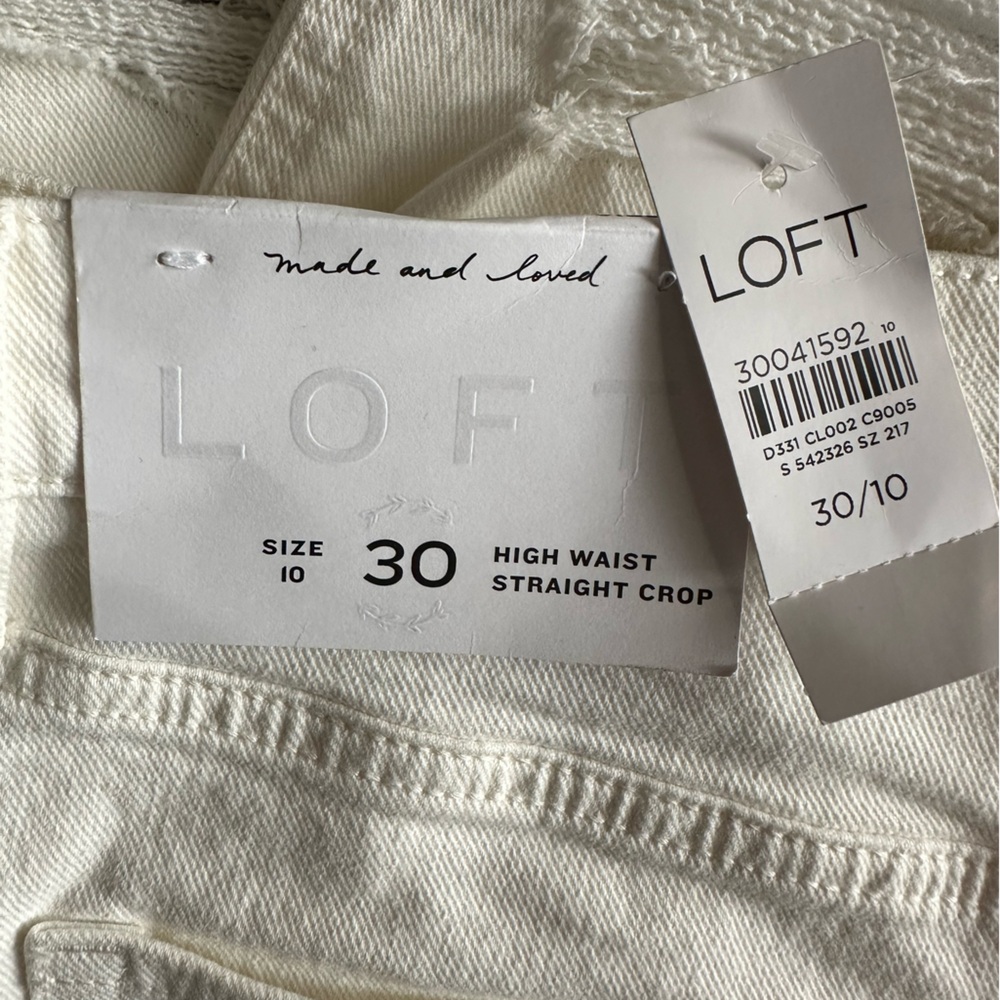 made and loved
LOFT
SIZE
10
30
HIGH WAIST
STRAIGHT CROP
LOFT
30041592 10
D331 CL002 C9005
S 542326 SZ 217
30/10